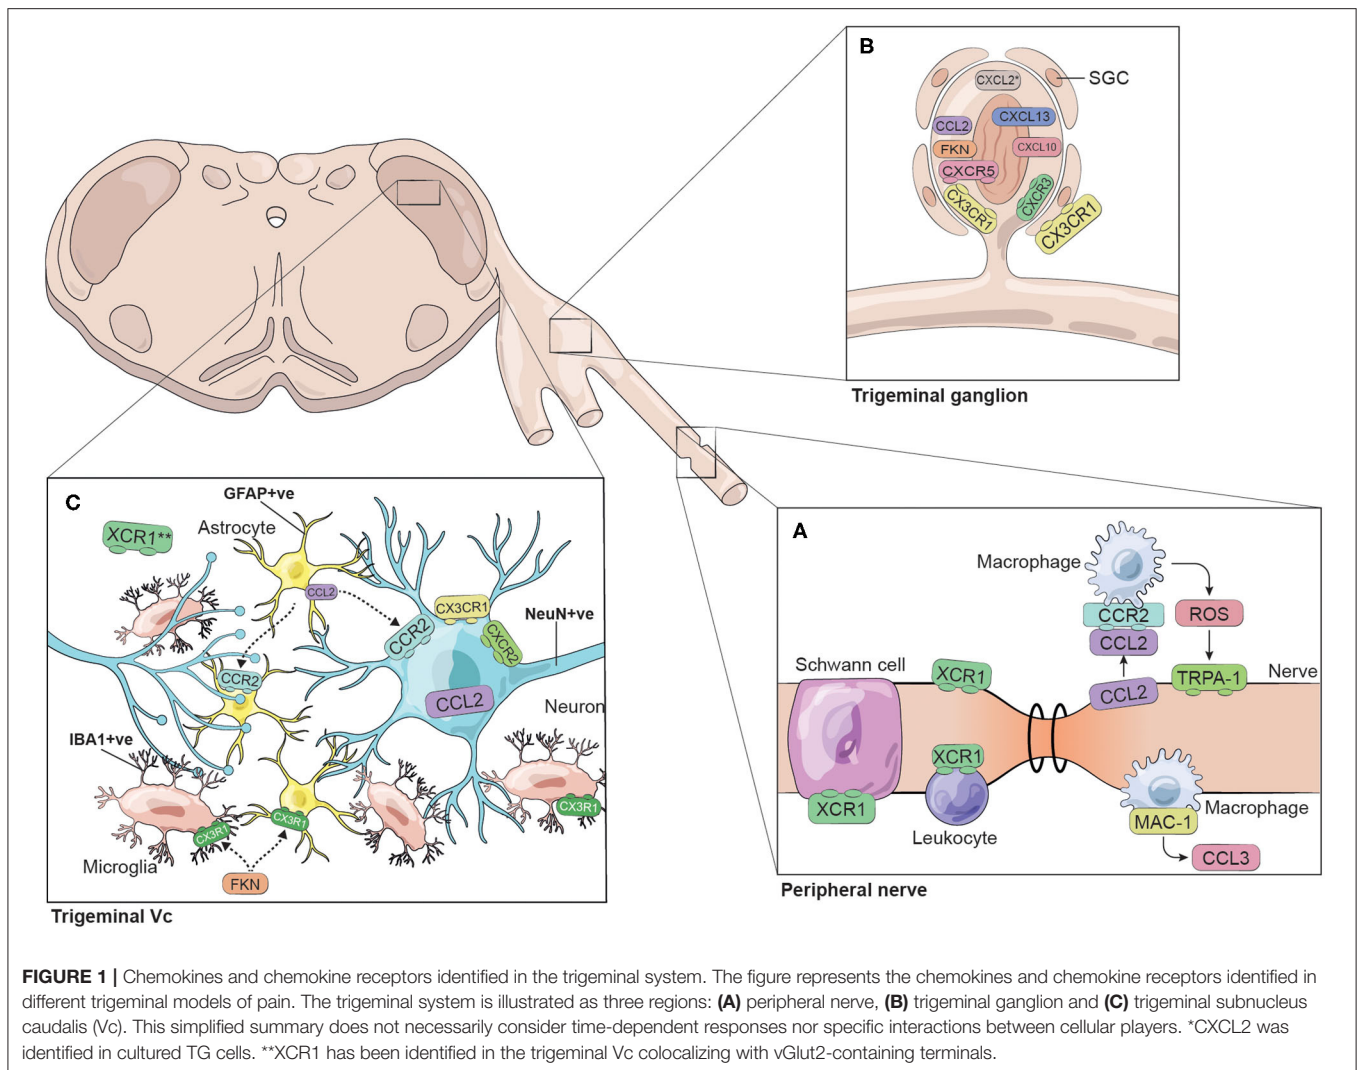 B
CXCL2*
SGC
CCL2
CXCL13
FKN
CXCL10
CXCR5
CX3CR1
CXCR3
CX3CR1
Trigeminal ganglion
C
GFAP+ve
XCR1**
Astrocyte
CCL2
CX3CR1
NeuN+ve
CCR2
CXCR2
CCR2
CCL2
Neuron
IBA1+ve
CX3R1
CX3R1
CX3R1
Microglia
FKN
Trigeminal Vc
A
Macrophage
CCR2
ROS
CCL2
Schwann cell
XCR1
Nerve
TRPA-1
CCL2
XCR1
XCR1
Macrophage
MAC-1
Leukocyte
CCL3
Peripheral nerve
FIGURE 1 | Chemokines and chemokine receptors identified in the trigeminal system. The figure represents the chemokines and chemokine receptors identified in
different trigeminal models of pain. The trigeminal system is illustrated as three regions: (A) peripheral nerve, (B) trigeminal ganglion and (C) trigeminal subnucleus
caudalis (Vc). This simplified summary does not necessarily consider time-dependent responses nor specific interactions between cellular players. *CXCL2 was
identified in cultured TG cells. **XCR1 has been identified in the trigeminal Vc colocalizing with vGlut2-containing terminals.